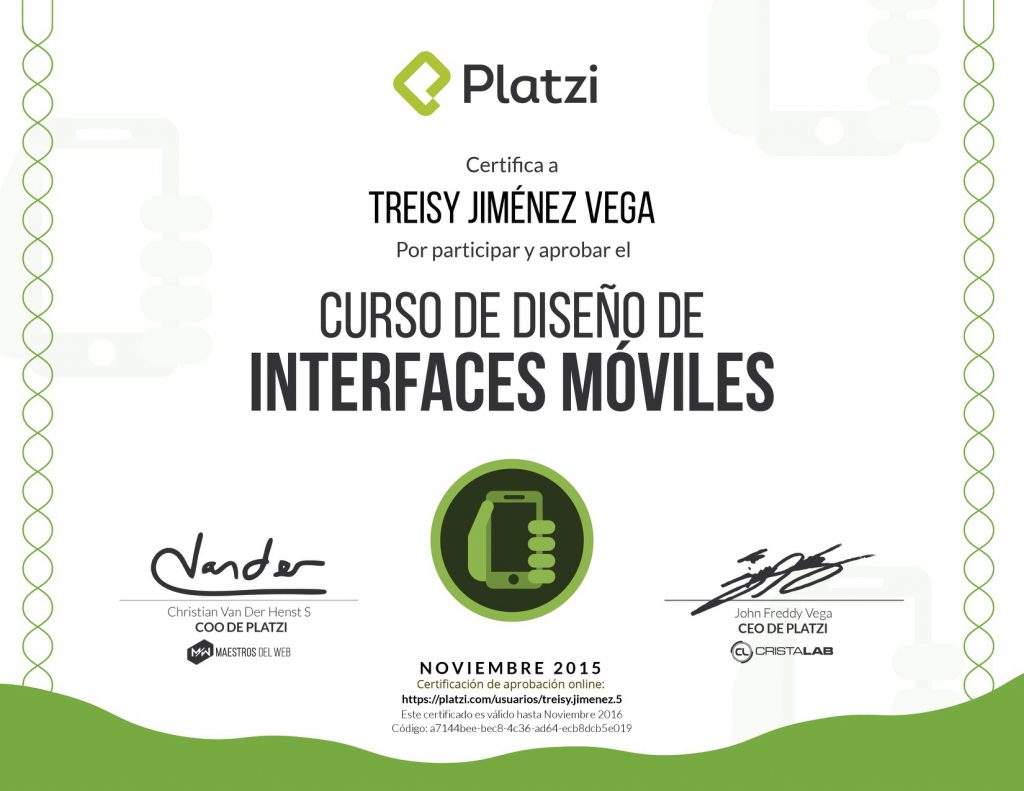 Platzi
Certifica a
TREISY JIMÉNEZ VEGA
Por participar y aprobar el
CURSO DE DISEÑO DE
INTERFACES MÓVILES
Vander
Christian Van Der Henst S
COO DE PLATZI
MW MAESTROS DEL WEB
John Freddy Vega
CEO DE PLATZI
CL CRISTALAB
NOVIEMBRE 2015
Certificación de aprobación online:
https://platzi.com/usuarios/treisy.jimenez.5
Este certificado es válido hasta Noviembre 2016
Código: a7144bee-bec8-4c36-ad64-ecb8dcb5e019